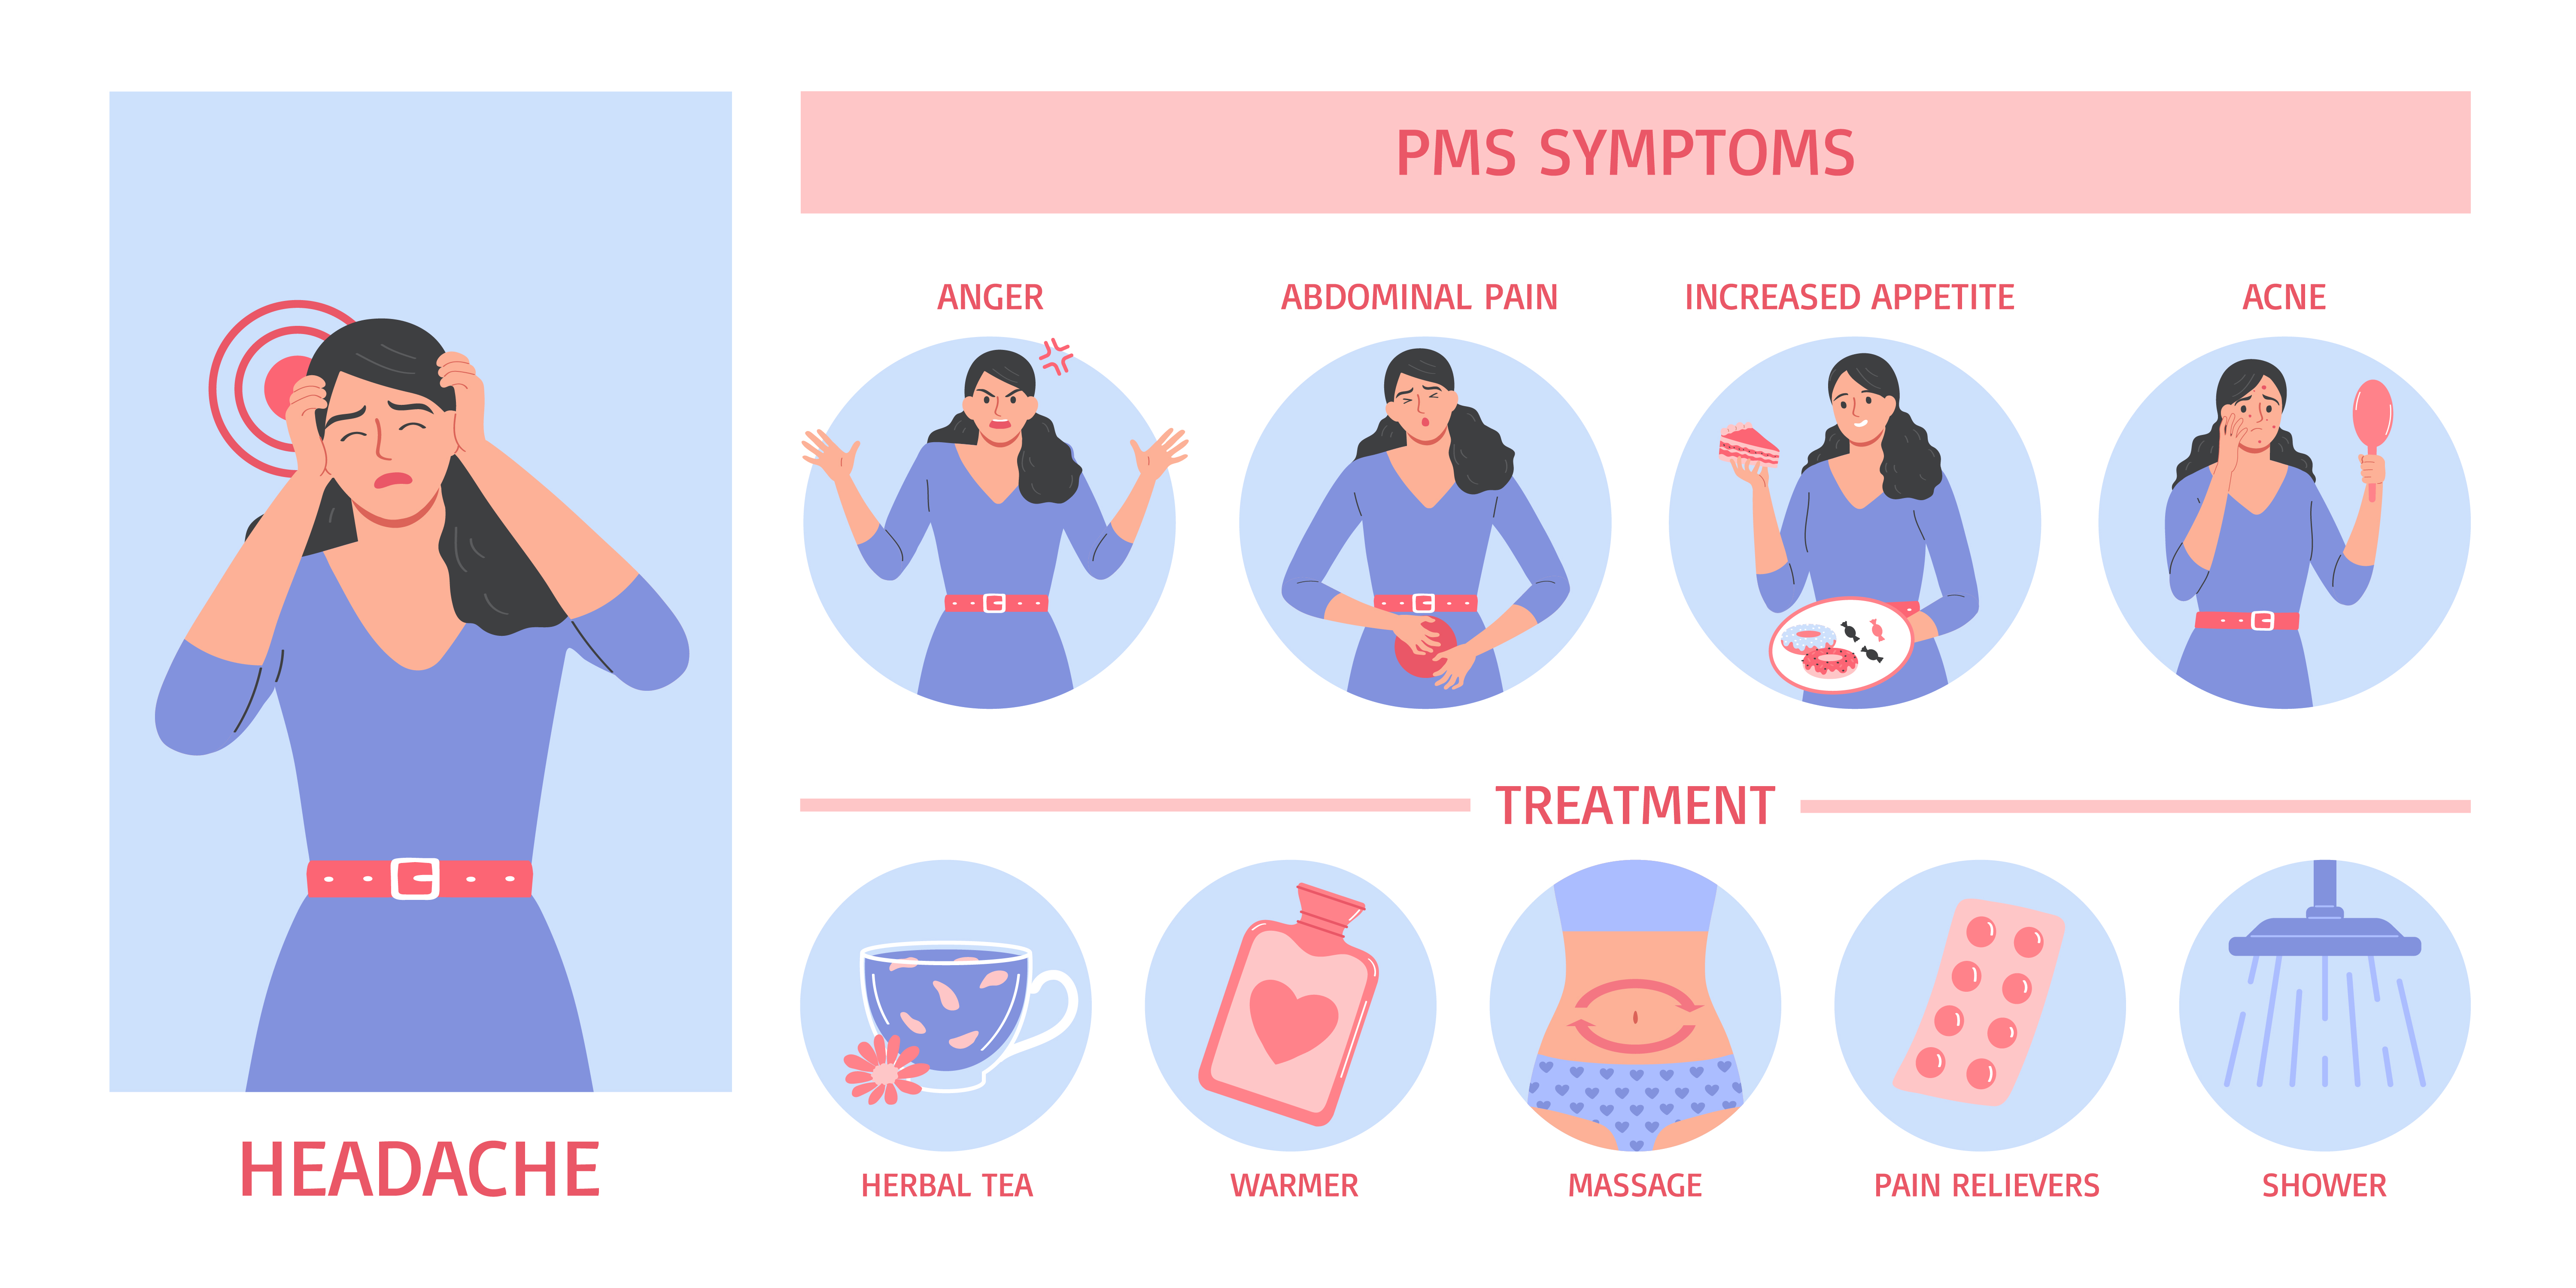 PMS SYMPTOMS
ANGER
ABDOMINAL PAIN
INCREASED APPETITE
ACNE
TREATMENT
HERBAL TEA
WARMER
MASSAGE
PAIN RELIEVERS
SHOWER
HEADACHE